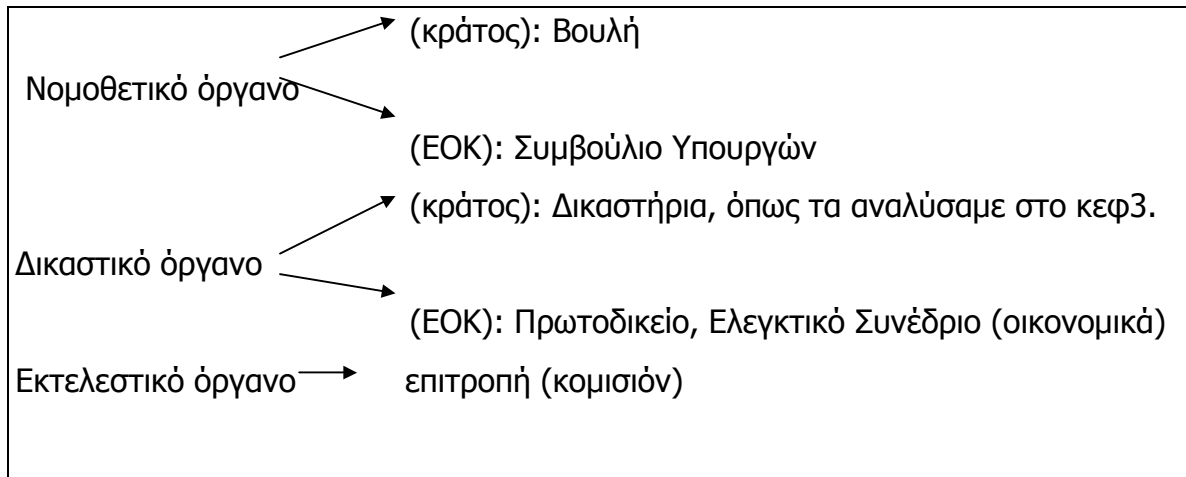 (κράτος): Βουλή
Νομοθετικό όργανο
(ΕΟΚ): Συμβούλιο Υπουργών
(κράτος): Δικαστήρια, όπως τα αναλύσαμε στο κεφ3.
Δικαστικό όργανο
(ΕΟΚ): Πρωτοδικείο, Ελεγκτικό Συνέδριο (οικονομικά)
Εκτελεστικό όργανο επιτροπή (κομισιόν)